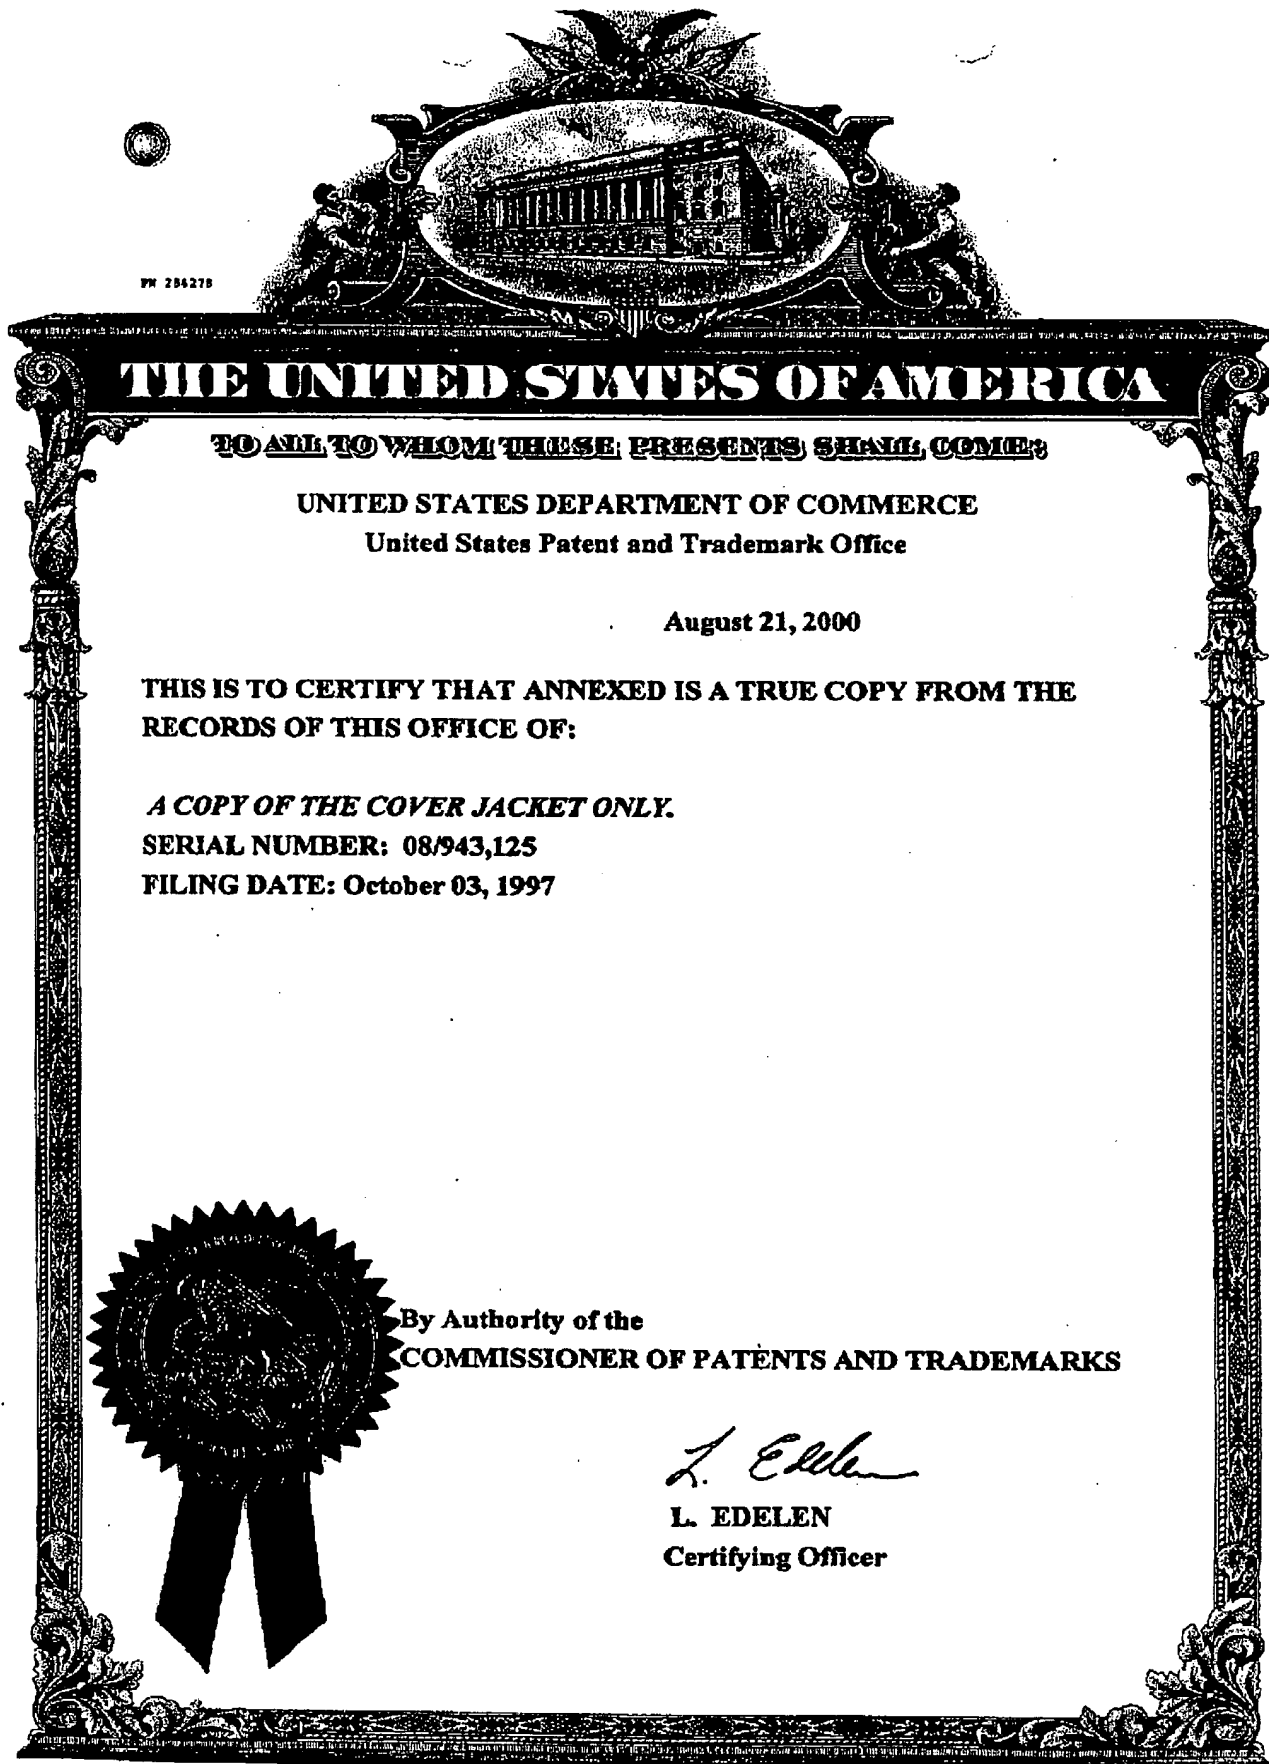 THE UNITED STATES OF AMERICA
TO ALL TO WHOM THESE PRESENTS SHALL COME:
UNITED STATES DEPARTMENT OF COMMERCE
United States Patent and Trademark Office
August 21, 2000
THIS IS TO CERTIFY THAT ANNEXED IS A TRUE COPY FROM THE
RECORDS OF THIS OFFICE OF:
A COPY OF THE COVER JACKET ONLY.
SERIAL NUMBER: 08/943,125
FILING DATE: October 03, 1997
By Authority of the
COMMISSIONER OF PATENTS AND TRADEMARKS
L. Edelen
L. EDELEN
Certifying Officer